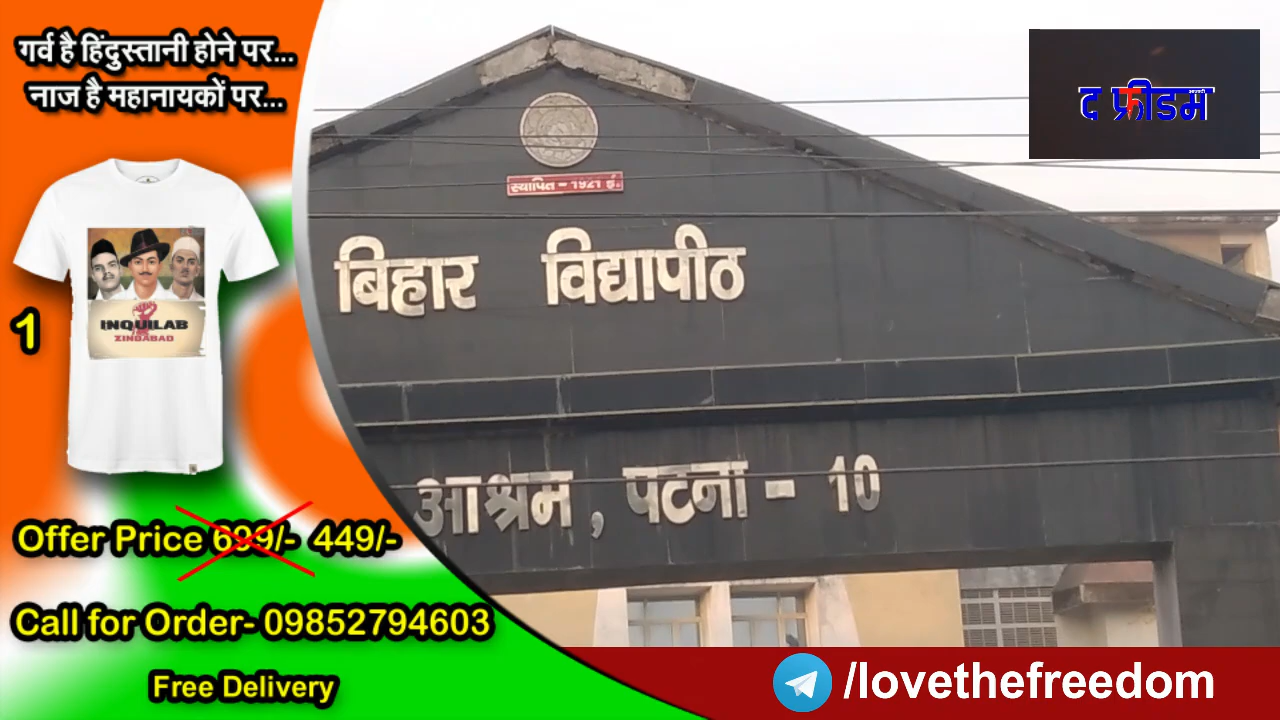 गर्व है हिंदुस्तानी होने पर...
नाज है महानायकों पर...
1
INQUILAB
ZINDABAD
Offer Price 699/- 449/-
Call for Order- 09852794603
Free Delivery
द फ्रीडम
स्थापित - १९२१ ई.
बिहार विद्यापीठ
आश्रम, पटना - 10
/lovethefreedom